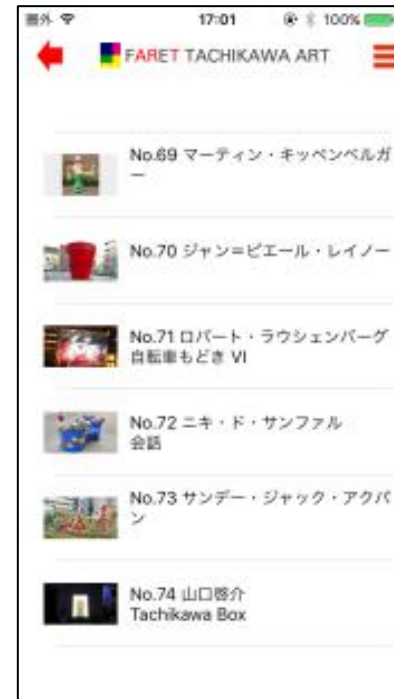 圏外 17:01 100%
FARET TACHIKAWA ART
No.69 マーティン・キッペンベルガ
ー
No.70 ジャン=ピエール・レイノー
No.71 ロバート・ラウシェンバーグ
自転車もどき VI
No.72 ニキ・ド・サンファル
会話
No.73 サンデー・ジャック・アクパ
ン
No.74 山口啓介
Tachikawa Box